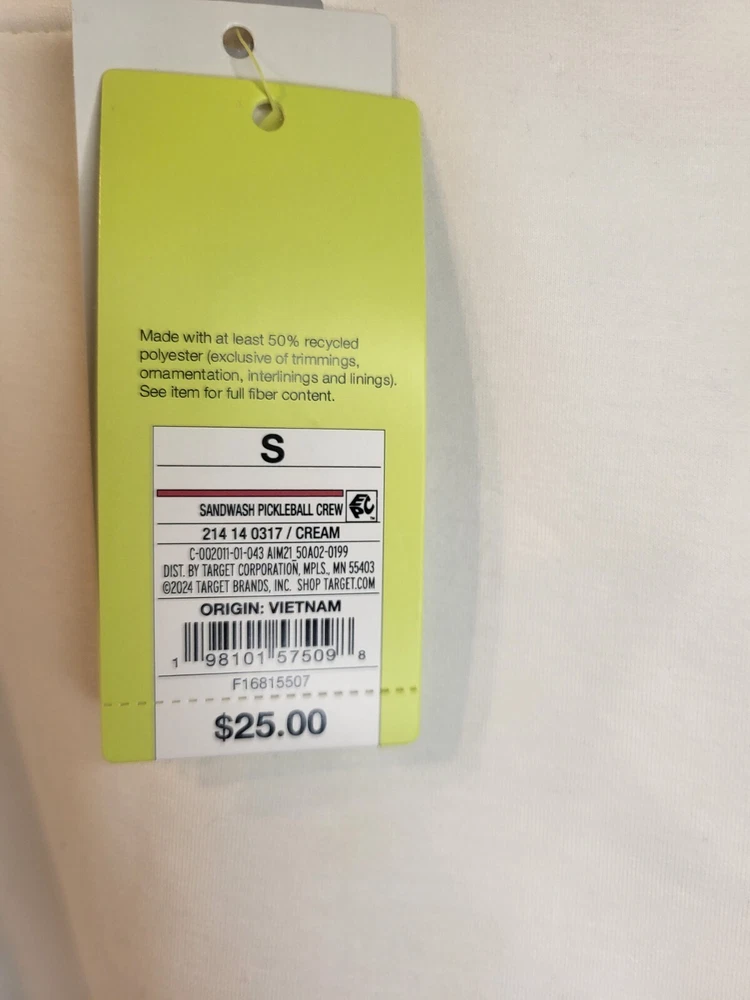 Made with at least 50% recycled
polyester (exclusive of trimmings,
ornamentation, interlinings and linings).
See item for full fiber content.
S
SANDWASH PICKLEBALL CREW
EPC™
214 14 0317 / CREAM
C-002011-01-043 AIM21_50A02-0199
DIST. BY TARGET CORPORATION, MPLS., MN 55403
©2024 TARGET BRANDS, INC. SHOP TARGET.COM
ORIGIN: VIETNAM
1 98101 57509 8
F16815507
$25.00